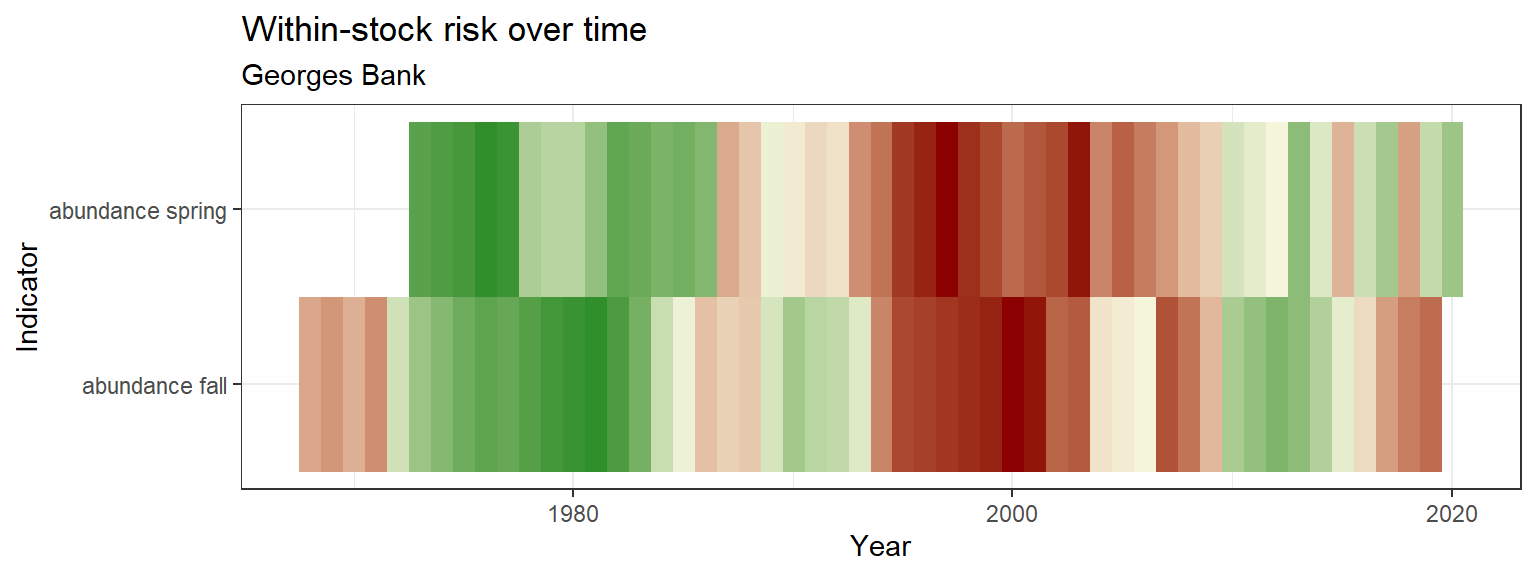 Within-stock risk over time
Georges Bank
Indicator
abundance spring
abundance fall
1980
2000
2020
Year